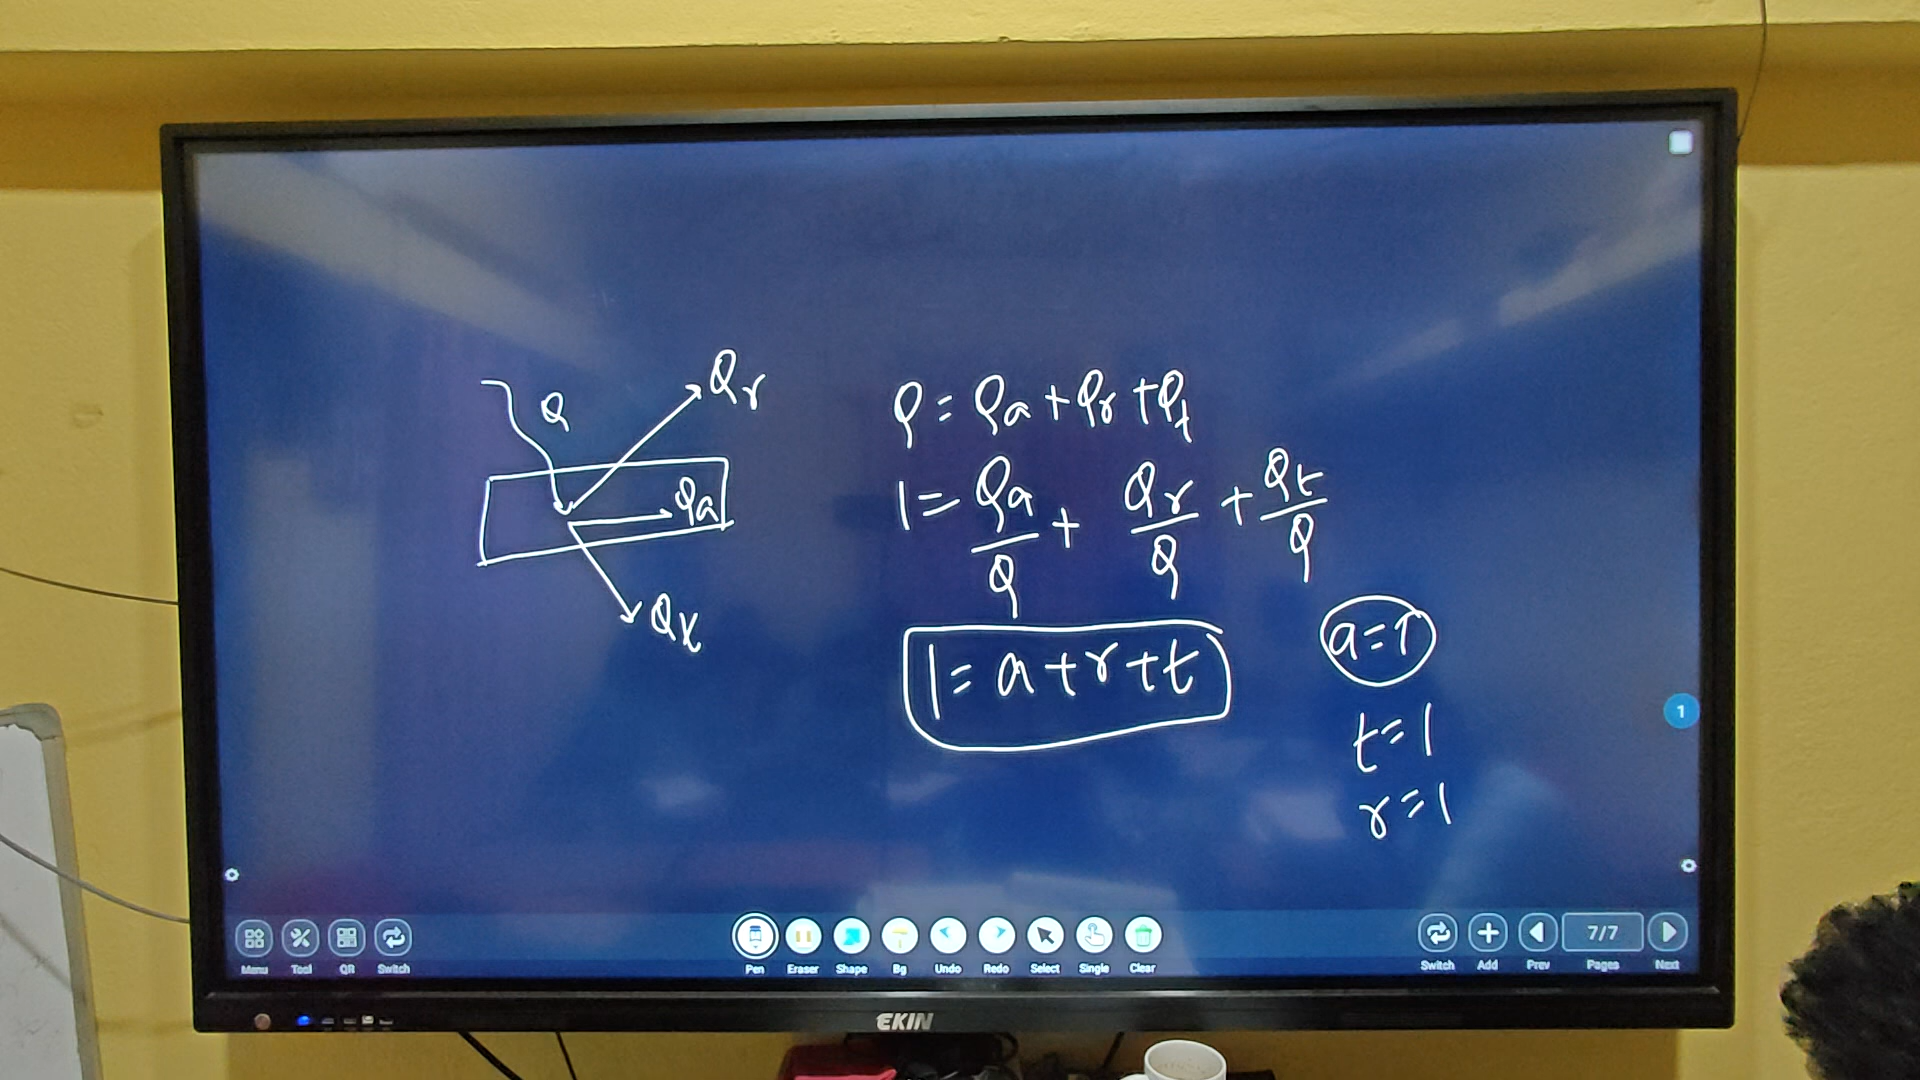 Q
Qr
Qa
Qt
Q = Qa + Qr + Qt
1 = Qa/Q + Qr/Q + Qt/Q
1 = a + r + t
a = 1
t = 1
r = 1
1
Menu Tool QR Switch
Pen Eraser Shape Bg Undo Redo Select Single Clear
Switch Add Prev 7/7 Pages Next
EKIN